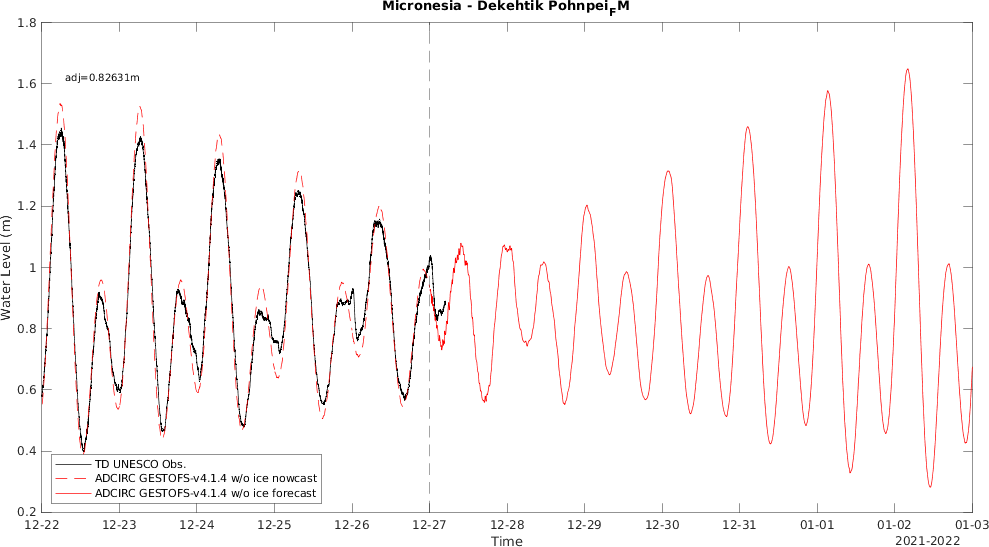 Micronesia - Dekehtik PohnpeiFM
adj=0.82631m
Water Level (m)
1.8
1.6
1.4
1.2
1
0.8
0.6
0.4
0.2
TD UNESCO Obs.
ADCIRC GESTOFS-v4.1.4 w/o ice nowcast
ADCIRC GESTOFS-v4.1.4 w/o ice forecast
12-22 12-23 12-24 12-25 12-26 12-27 12-28 12-29 12-30 12-31 01-01 01-02 01-03
Time
2021-2022